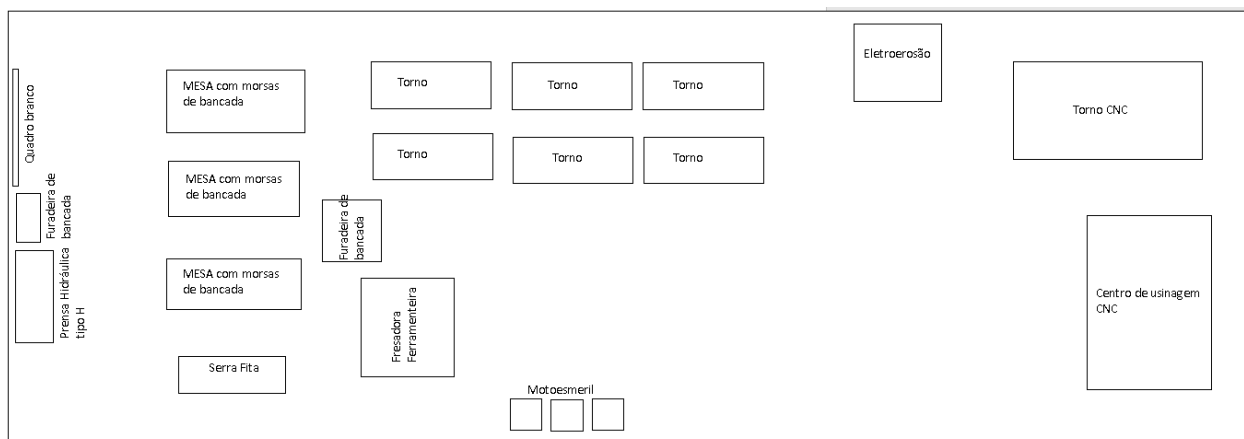 Quadro branco
Furadeira de
bancada
Prensa Hidráulica
tipo H
MESA com morsas
de bancada
MESA com morsas
de bancada
MESA com morsas
de bancada
Serra Fita
Furadeira de
bancada
Fresadora
Ferramenteira
Torno
Torno
Torno
Torno
Torno
Torno
Motoesmeril
Eletroerosão
Torno CNC
Centro de usinagem
CNC